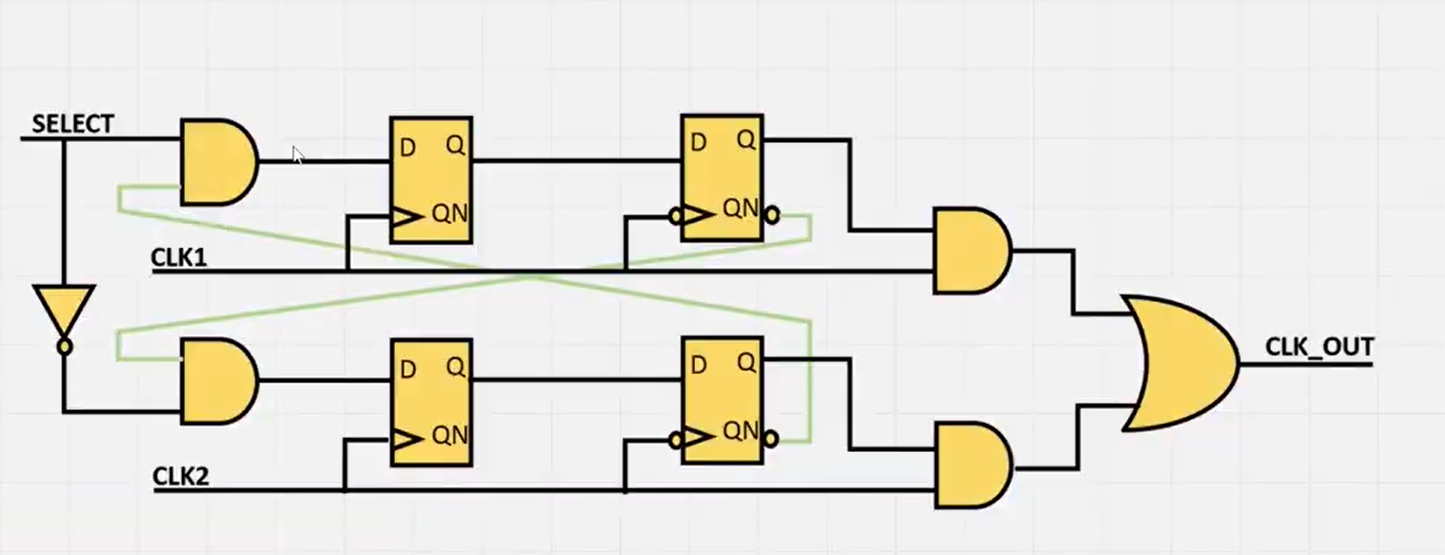 SELECT
D Q
QN
D Q
QN
CLK1
CLK_OUT
D Q
QN
D Q
QN
CLK2